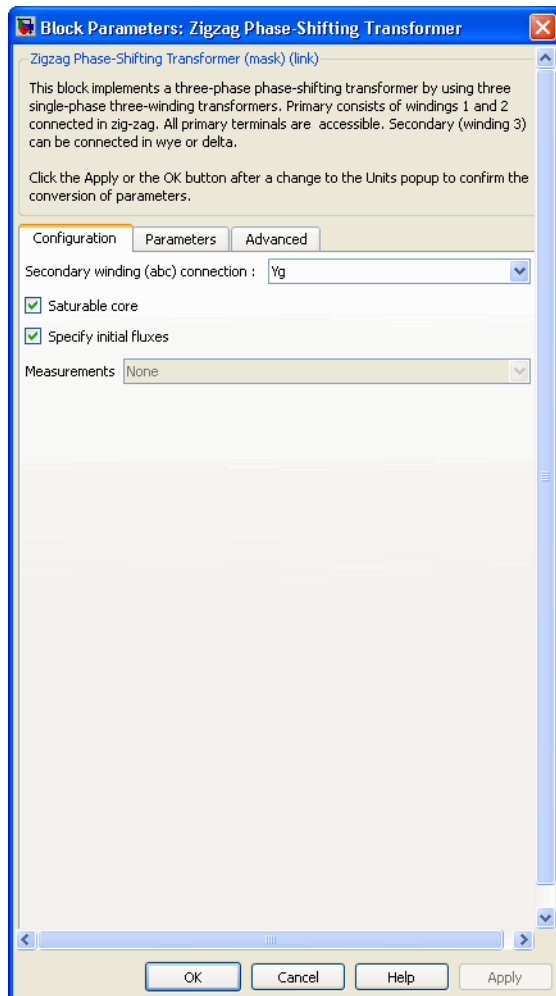 Block Parameters: Zigzag Phase-Shifting Transformer
Zigzag Phase-Shifting Transformer (mask) (link)
This block implements a three-phase phase-shifting transformer by using three
single-phase three-winding transformers. Primary consists of windings 1 and 2
connected in zig-zag. All primary terminals are accessible. Secondary (winding 3)
can be connected in wye or delta.
Click the Apply or the OK button after a change to the Units popup to confirm the
conversion of parameters.
Configuration Parameters Advanced
Secondary winding (abc) connection : Yg
Saturable core
Specify initial fluxes
Measurements None
OK Cancel Help Apply